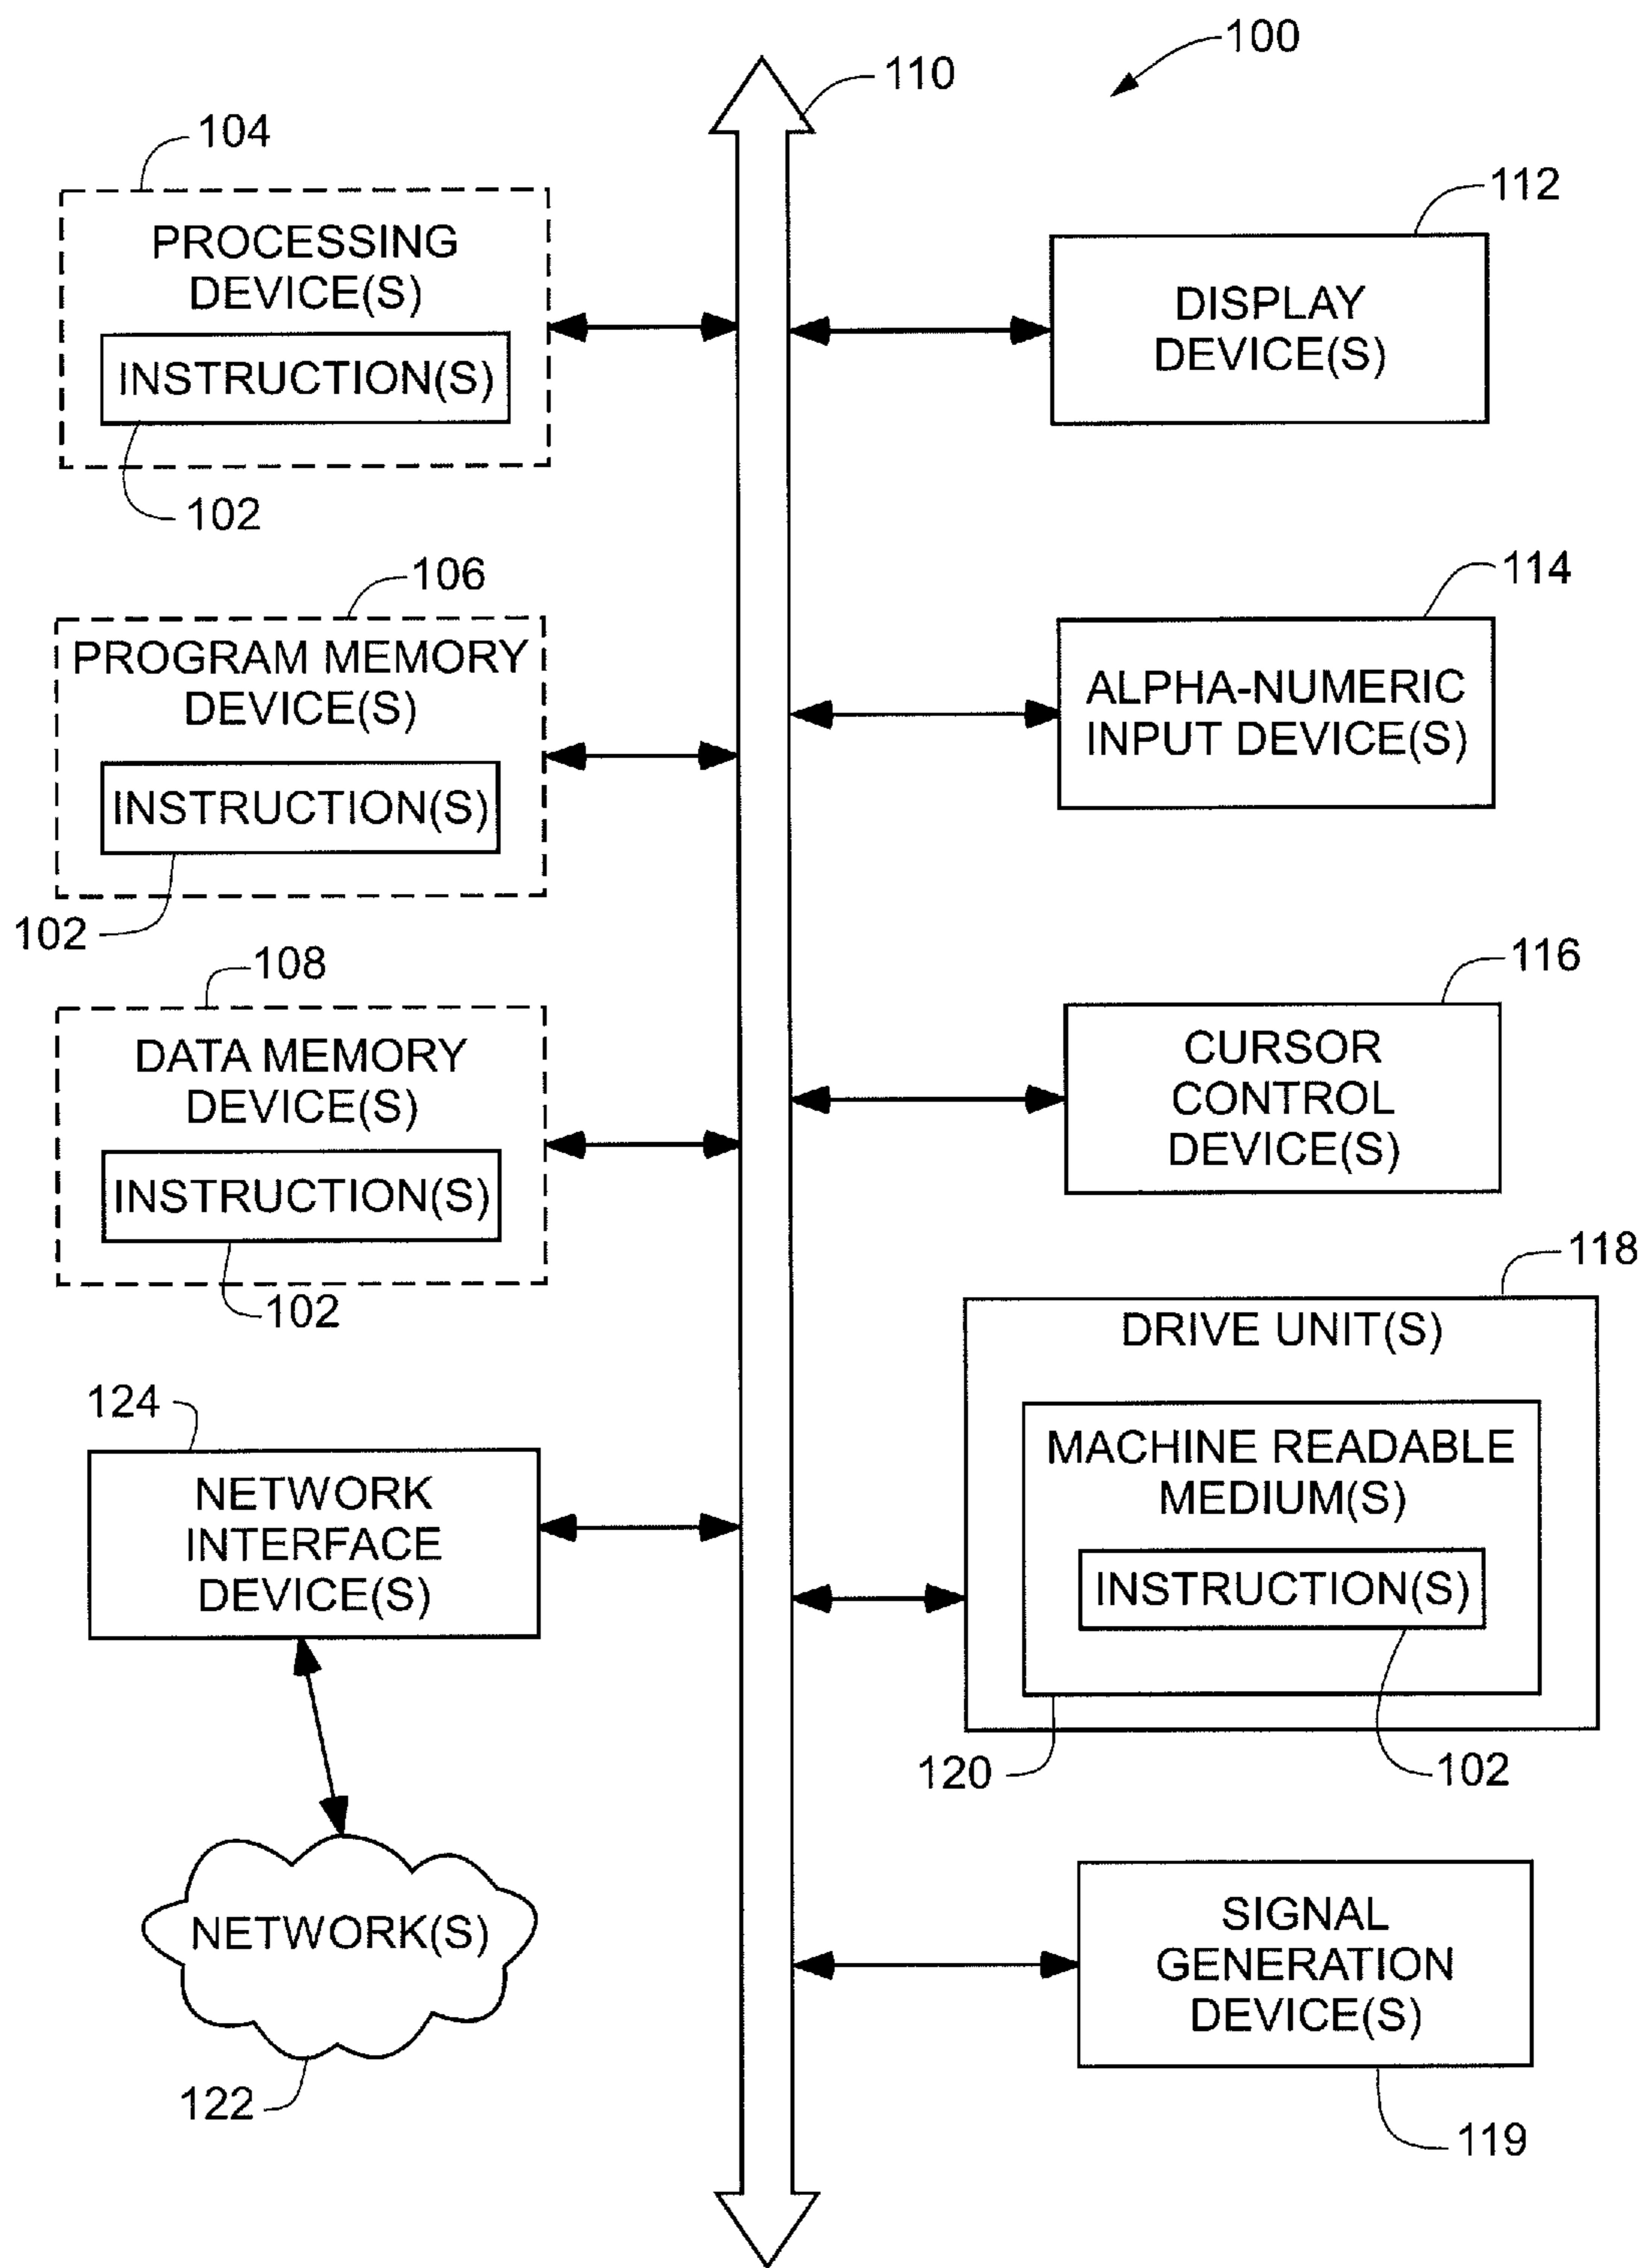 100
110
104
PROCESSING
DEVICE(S)
INSTRUCTION(S)
102
112
DISPLAY
DEVICE(S)
106
PROGRAM MEMORY
DEVICE(S)
INSTRUCTION(S)
102
114
ALPHA-NUMERIC
INPUT DEVICE(S)
108
DATA MEMORY
DEVICE(S)
INSTRUCTION(S)
102
116
CURSOR
CONTROL
DEVICE(S)
118
DRIVE UNIT(S)
MACHINE READABLE
MEDIUM(S)
INSTRUCTION(S)
120
102
124
NETWORK
INTERFACE
DEVICE(S)
NETWORK(S)
122
SIGNAL
GENERATION
DEVICE(S)
119